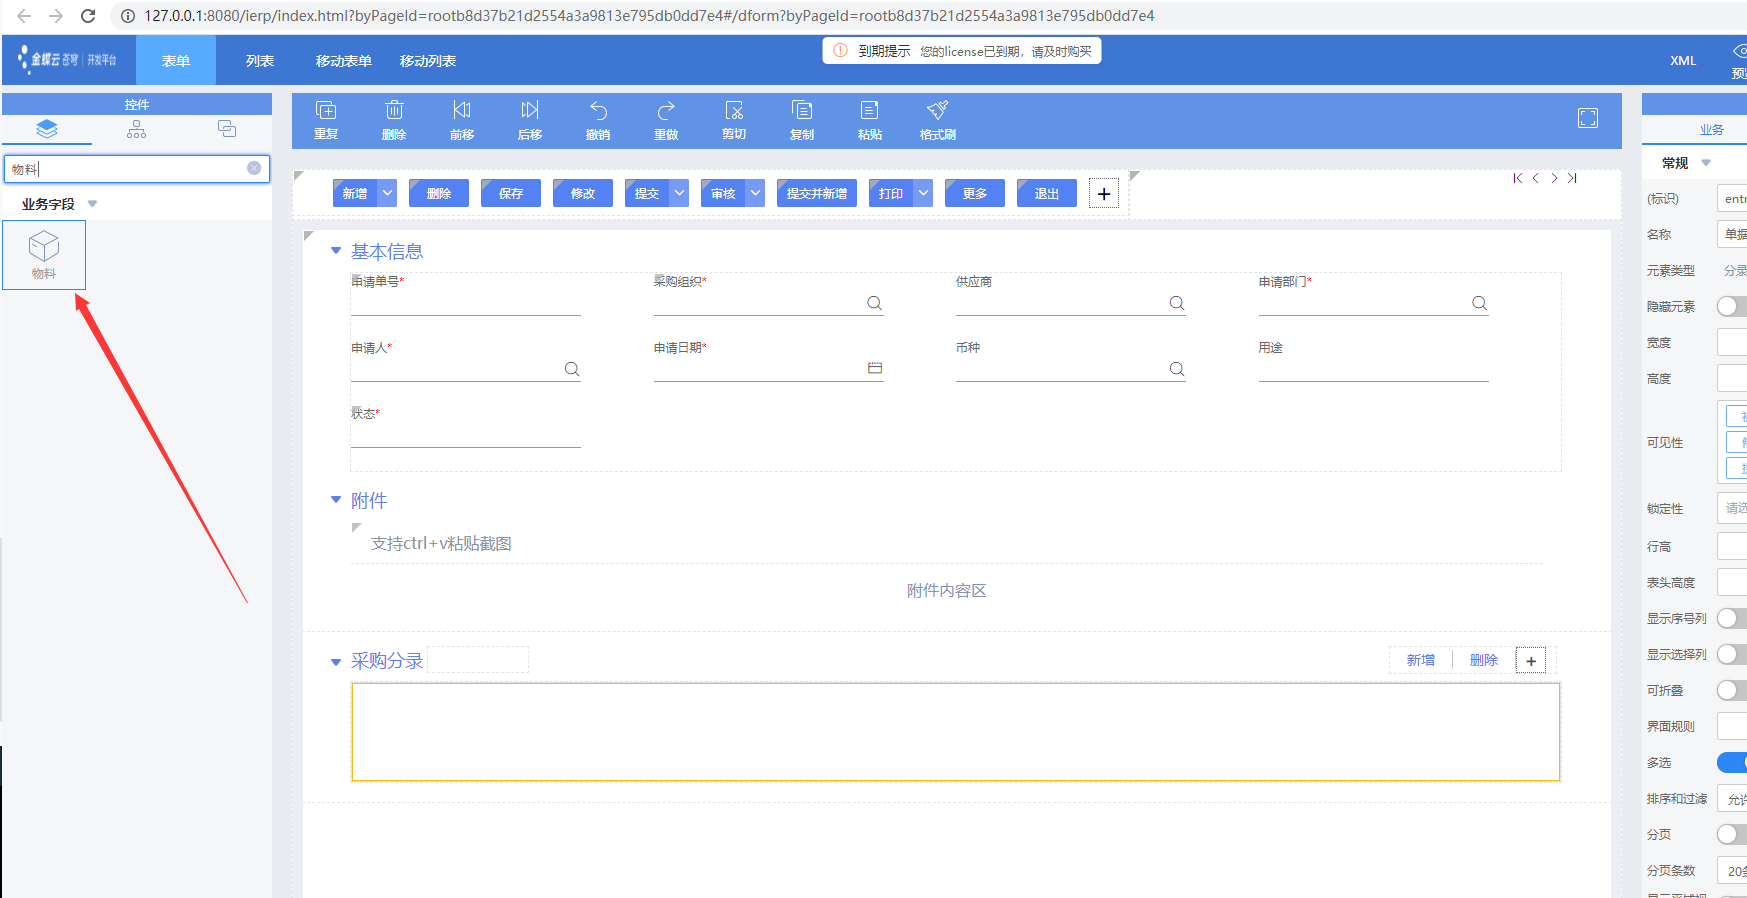 127.0.0.1:8080/ierp/index.html?byPageId=rootb8d37b21d2554a3a9813e795db0dd7e4#/dform?byPageId=rootb8d37b21d2554a3a9813e795db0dd7e4
金蝶云 苍穹 | 开发平台
表单 列表 移动表单 移动列表
到期提示 您的license已到期，请及时购买
XML
控件
重复 删除 前移 后移 撤销 重做 剪切 复制 粘贴 格式刷
业务
物料
常规
新增 删除 保存 修改 提交 审核 提交并新增 打印 更多 退出 +
业务字段
物料
(标识)
entr
名称
单据
元素类型
分录
隐藏元素
宽度
高度
可见性
锁定性
请选
行高
表头高度
显示序号列
显示选择列
可折叠
界面规则
多选
排序和过滤
允许
分页
分页条数
20条
基本信息
申请单号* 采购组织* 供应商 申请部门*
申请人* 申请日期* 币种 用途
状态*
附件
支持ctrl+v粘贴截图
附件内容区
采购分录
新增 删除 +